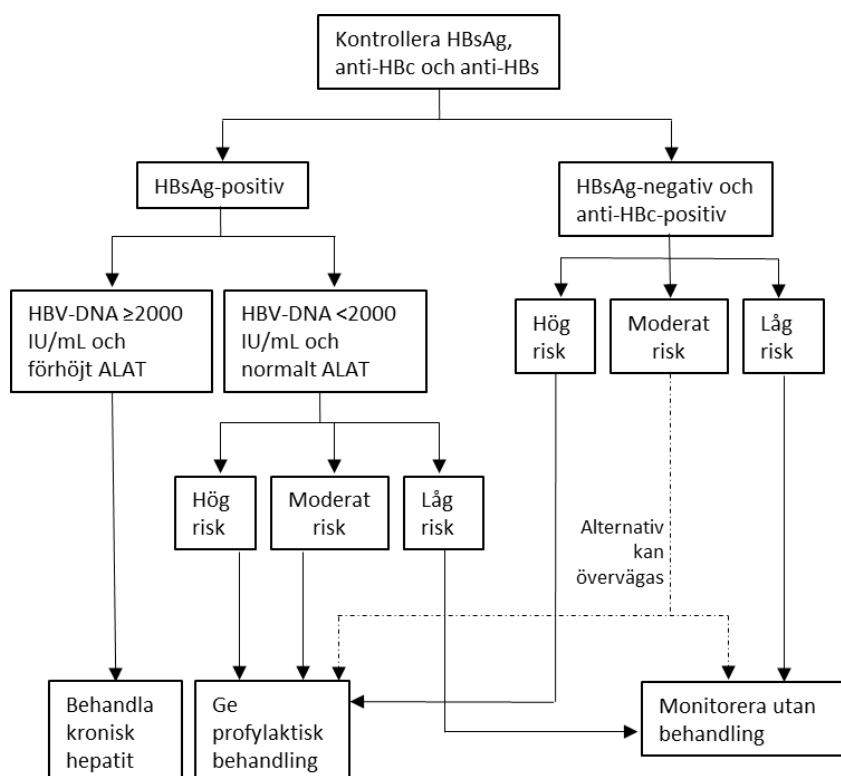 Kontrollera HBsAg,
anti-HBc och anti-HBs
HBsAg-positiv
HBsAg-negativ och
anti-HBc-positiv
HBV-DNA ≥2000
IU/mL och
förhöjt ALAT
HBV-DNA <2000
IU/mL och
normalt ALAT
Hög
risk
Moderat
risk
Låg
risk
Hög
risk
Moderat
risk
Låg
risk
Alternativ
kan
övervägas
Behandla
kronisk
hepatit
Ge
profylaktisk
behandling
Monitorera utan
behandling